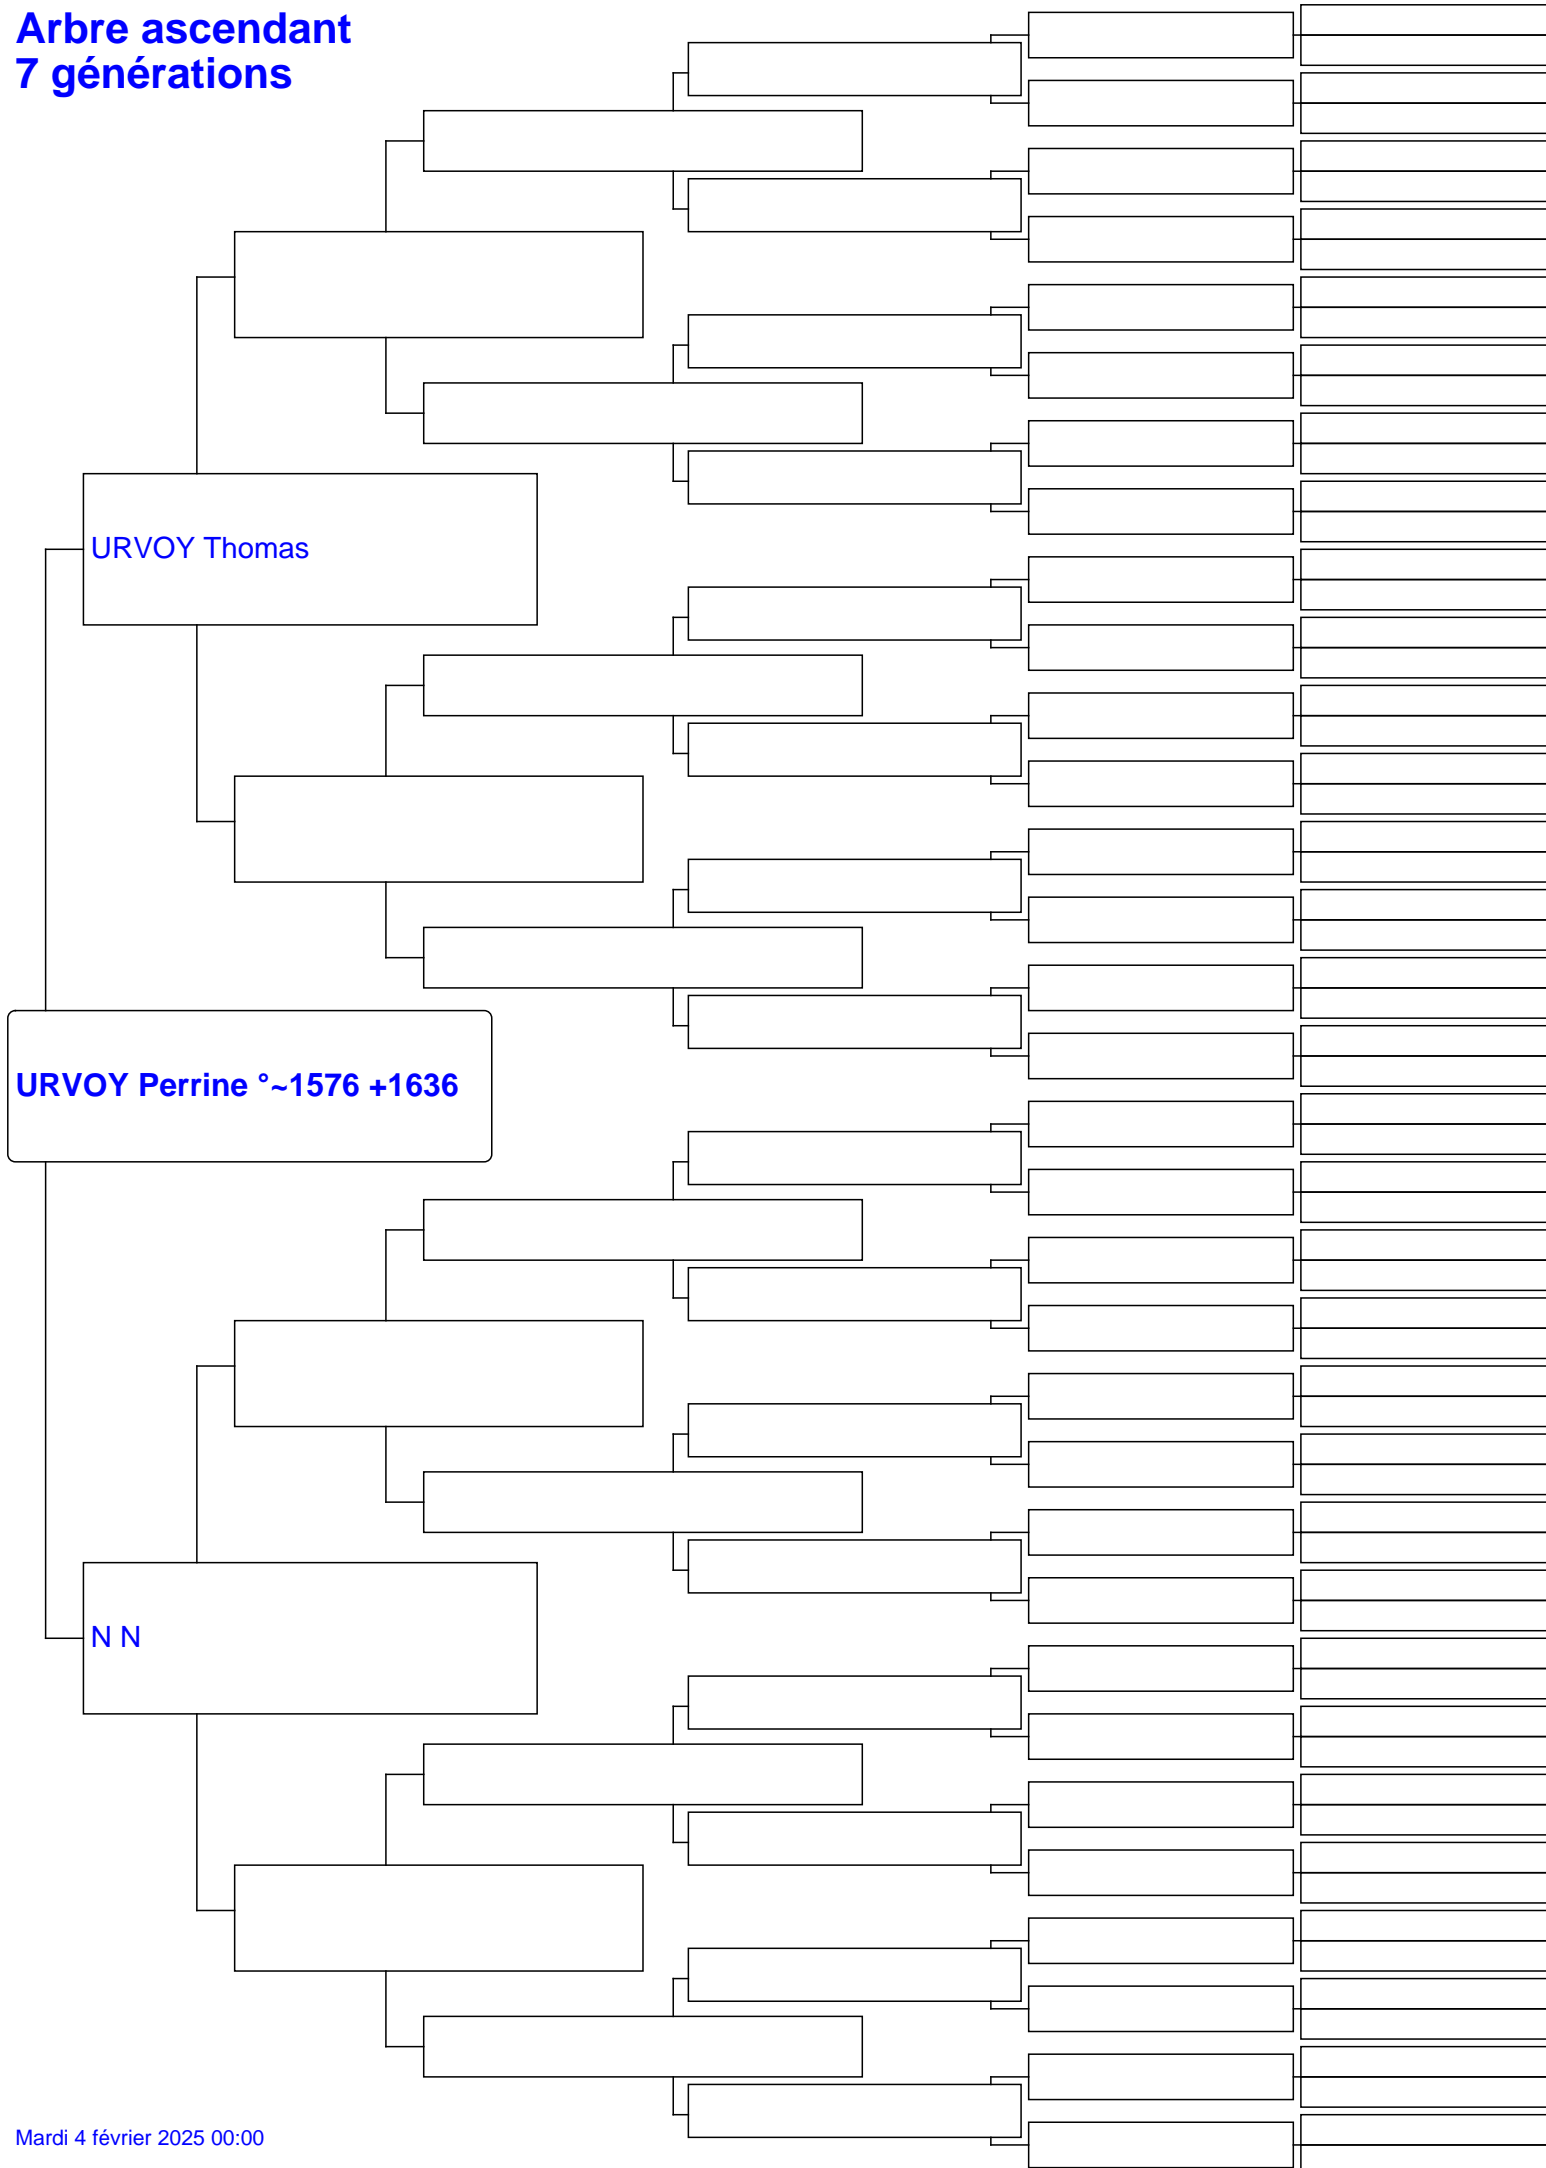 Arbre ascendant
7 générations
URVOY Thomas
URVOY Perrine °~1576 +1636
N N
Mardi 4 février 2025 00:00